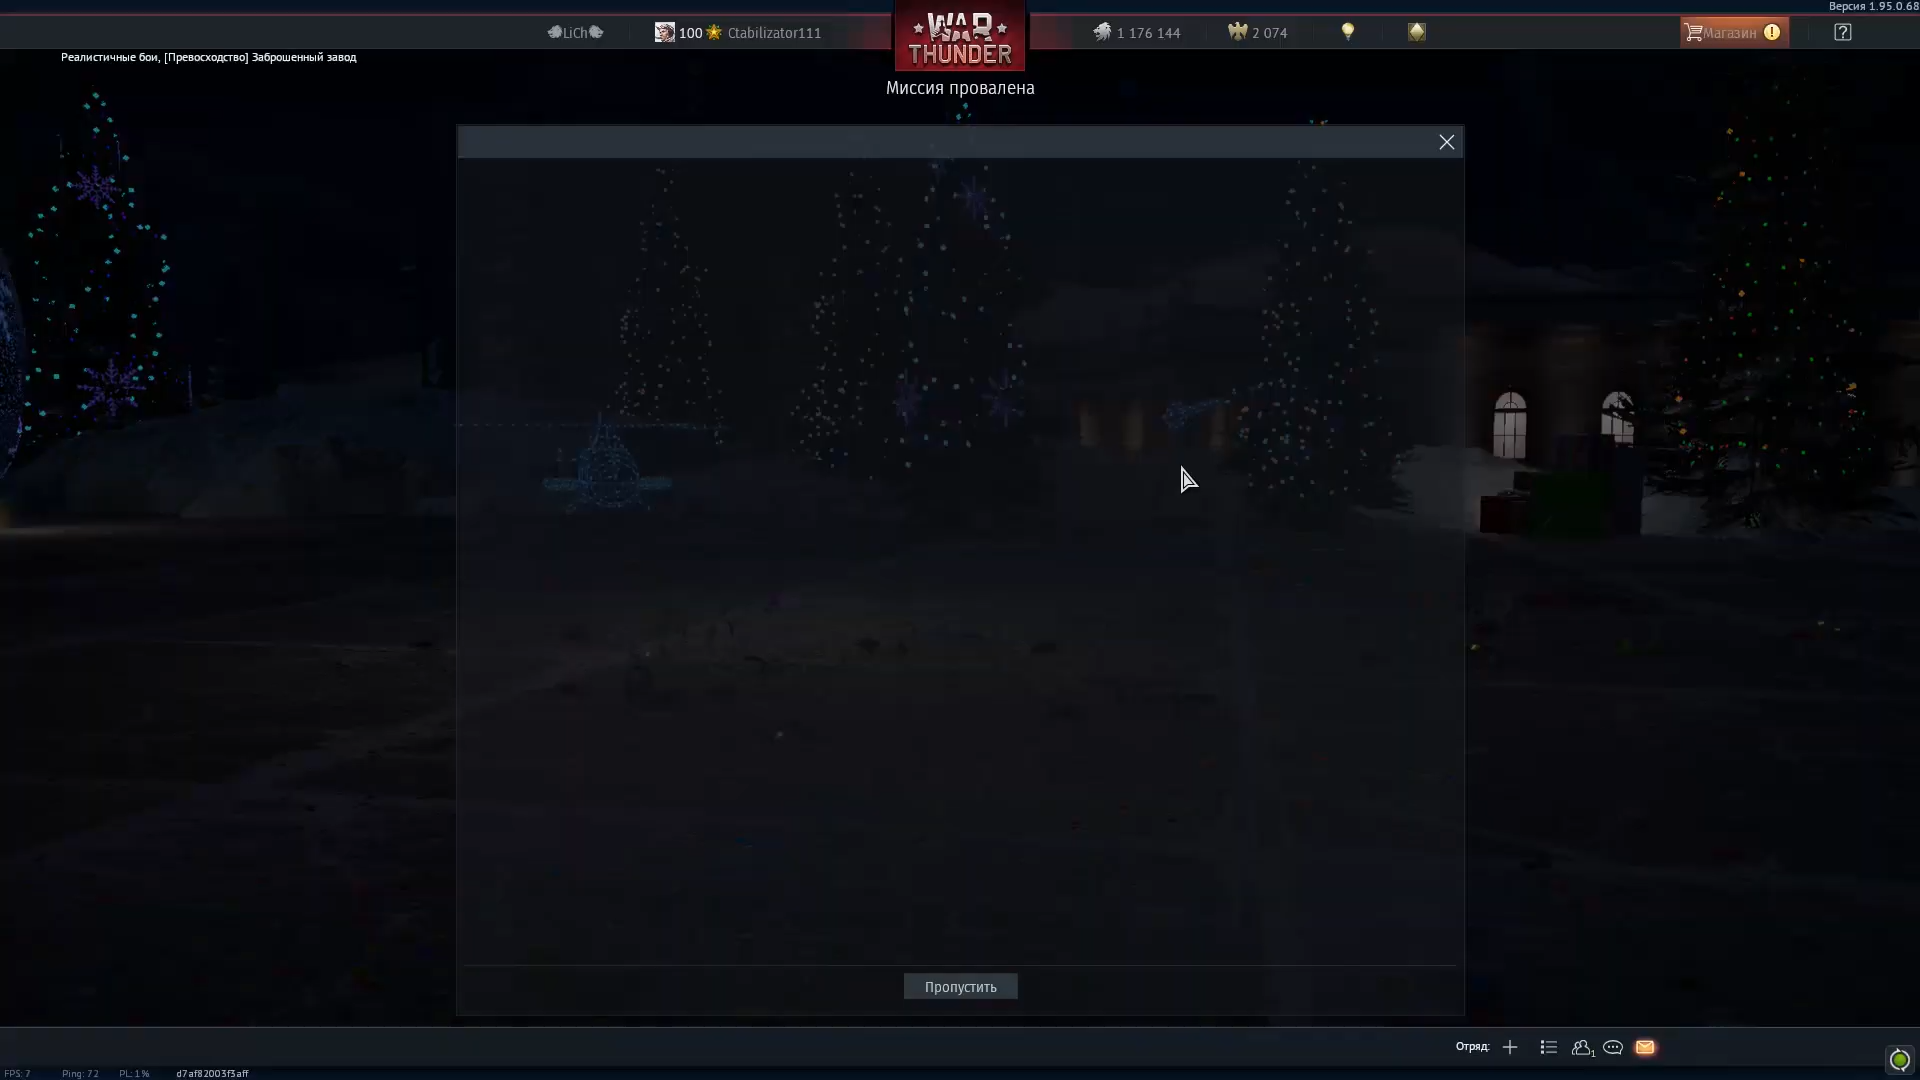 Версия 1.95.0.68
LiCh
100 Ctabilizator111
WAR THUNDER
1 176 144
2 074
Магазин
Реалистичные бои, [Превосходство] Заброшенный завод
Миссия провалена
Пропустить
Отряд:
1
FPS: 7 Ping: 72 PL: 1% d7af82003f3aff